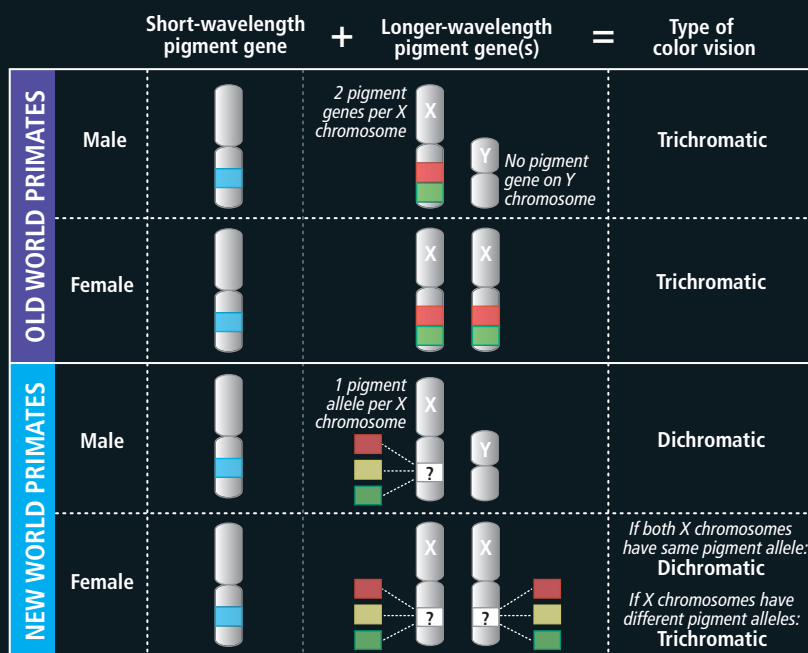 Short-wavelength
pigment gene
+
Longer-wavelength
pigment gene(s)
=
Type of
color vision
OLD WORLD PRIMATES
Male
2 pigment
genes per X
chromosome
X
Y
No pigment
gene on Y
chromosome
Trichromatic
Female
X
X
Trichromatic
NEW WORLD PRIMATES
Male
1 pigment
allele per X
chromosome
X
?
Y
Dichromatic
Female
X
X
?
?
If both X chromosomes
have same pigment allele:
Dichromatic
If X chromosomes have
different pigment alleles:
Trichromatic